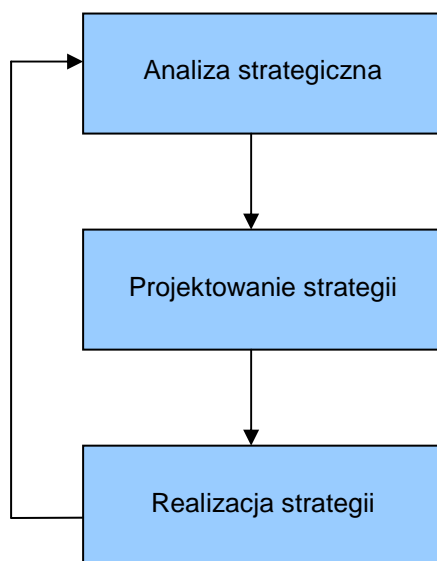 Analiza strategiczna
Projektowanie strategii
Realizacja strategii